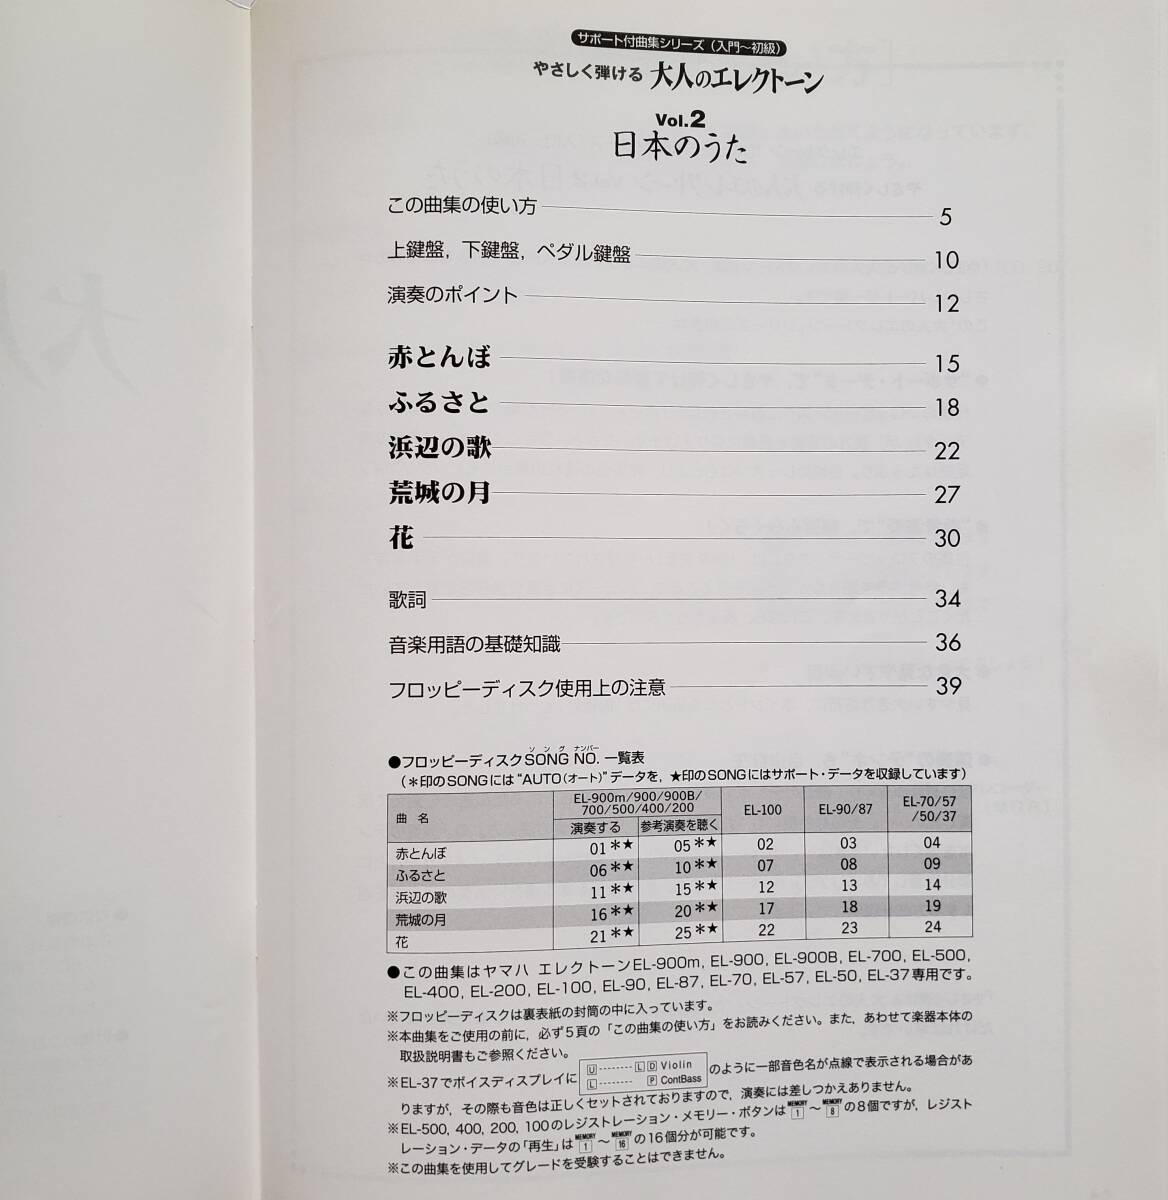 サポート付曲集シリーズ（入門～初級）
やさしく弾ける 大人のエレクトーン
Vol.2
日本のうた
この曲集の使い方 5
上鍵盤，下鍵盤，ペダル鍵盤 10
演奏のポイント 12
赤とんぼ 15
ふるさと 18
浜辺の歌 22
荒城の月 27
花 30
歌詞 34
音楽用語の基礎知識 36
フロッピーディスク使用上の注意 39
ソング ナンバー
●フロッピーディスクSONG NO. 一覧表
（＊印のSONGには“AUTO（オート）”データを，★印のSONGにはサポート・データを収録しています）
曲 名 EL-900m/900/900B/700/500/400/200 EL-100 EL-90/87 EL-70/57/50/37
演奏する 参考演奏を聴く
赤とんぼ 01＊★ 05＊★ 02 03 04
ふるさと 06＊★ 10＊★ 07 08 09
浜辺の歌 11＊★ 15＊★ 12 13 14
荒城の月 16＊★ 20＊★ 17 18 19
花 21＊★ 25＊★ 22 23 24
●この曲集はヤマハ エレクトーンEL-900m, EL-900, EL-900B, EL-700, EL-500,
EL-400, EL-200, EL-100, EL-90, EL-87, EL-70, EL-57, EL-50, EL-37専用です。
※フロッピーディスクは裏表紙の封筒の中に入っています。
※本曲集をご使用の前に，必ず5頁の「この曲集の使い方」をお読みください。また，あわせて楽器本体の
取扱説明書もご参照ください。
※EL-37でボイスディスプレイに U-------- L D Violin L-------- P ContBass のように一部音色名が点線で表示される場合があ
りますが，その際も音色は正しくセットされておりますので，演奏には差しつかえありません。
※EL-500, 400, 200, 100のレジストレーション・メモリー・ボタンは MEMORY 1 ～ MEMORY 8 の8個ですが，レジスト
レーション・データの「再生」は MEMORY 1 ～ MEMORY 16 の16個分が可能です。
※この曲集を使用してグレードを受験することはできません。